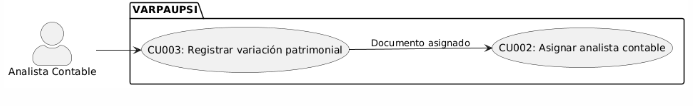 VARPAUPSI
Analista Contable
CU003: Registrar variación patrimonial
Documento asignado
CU002: Asignar analista contable